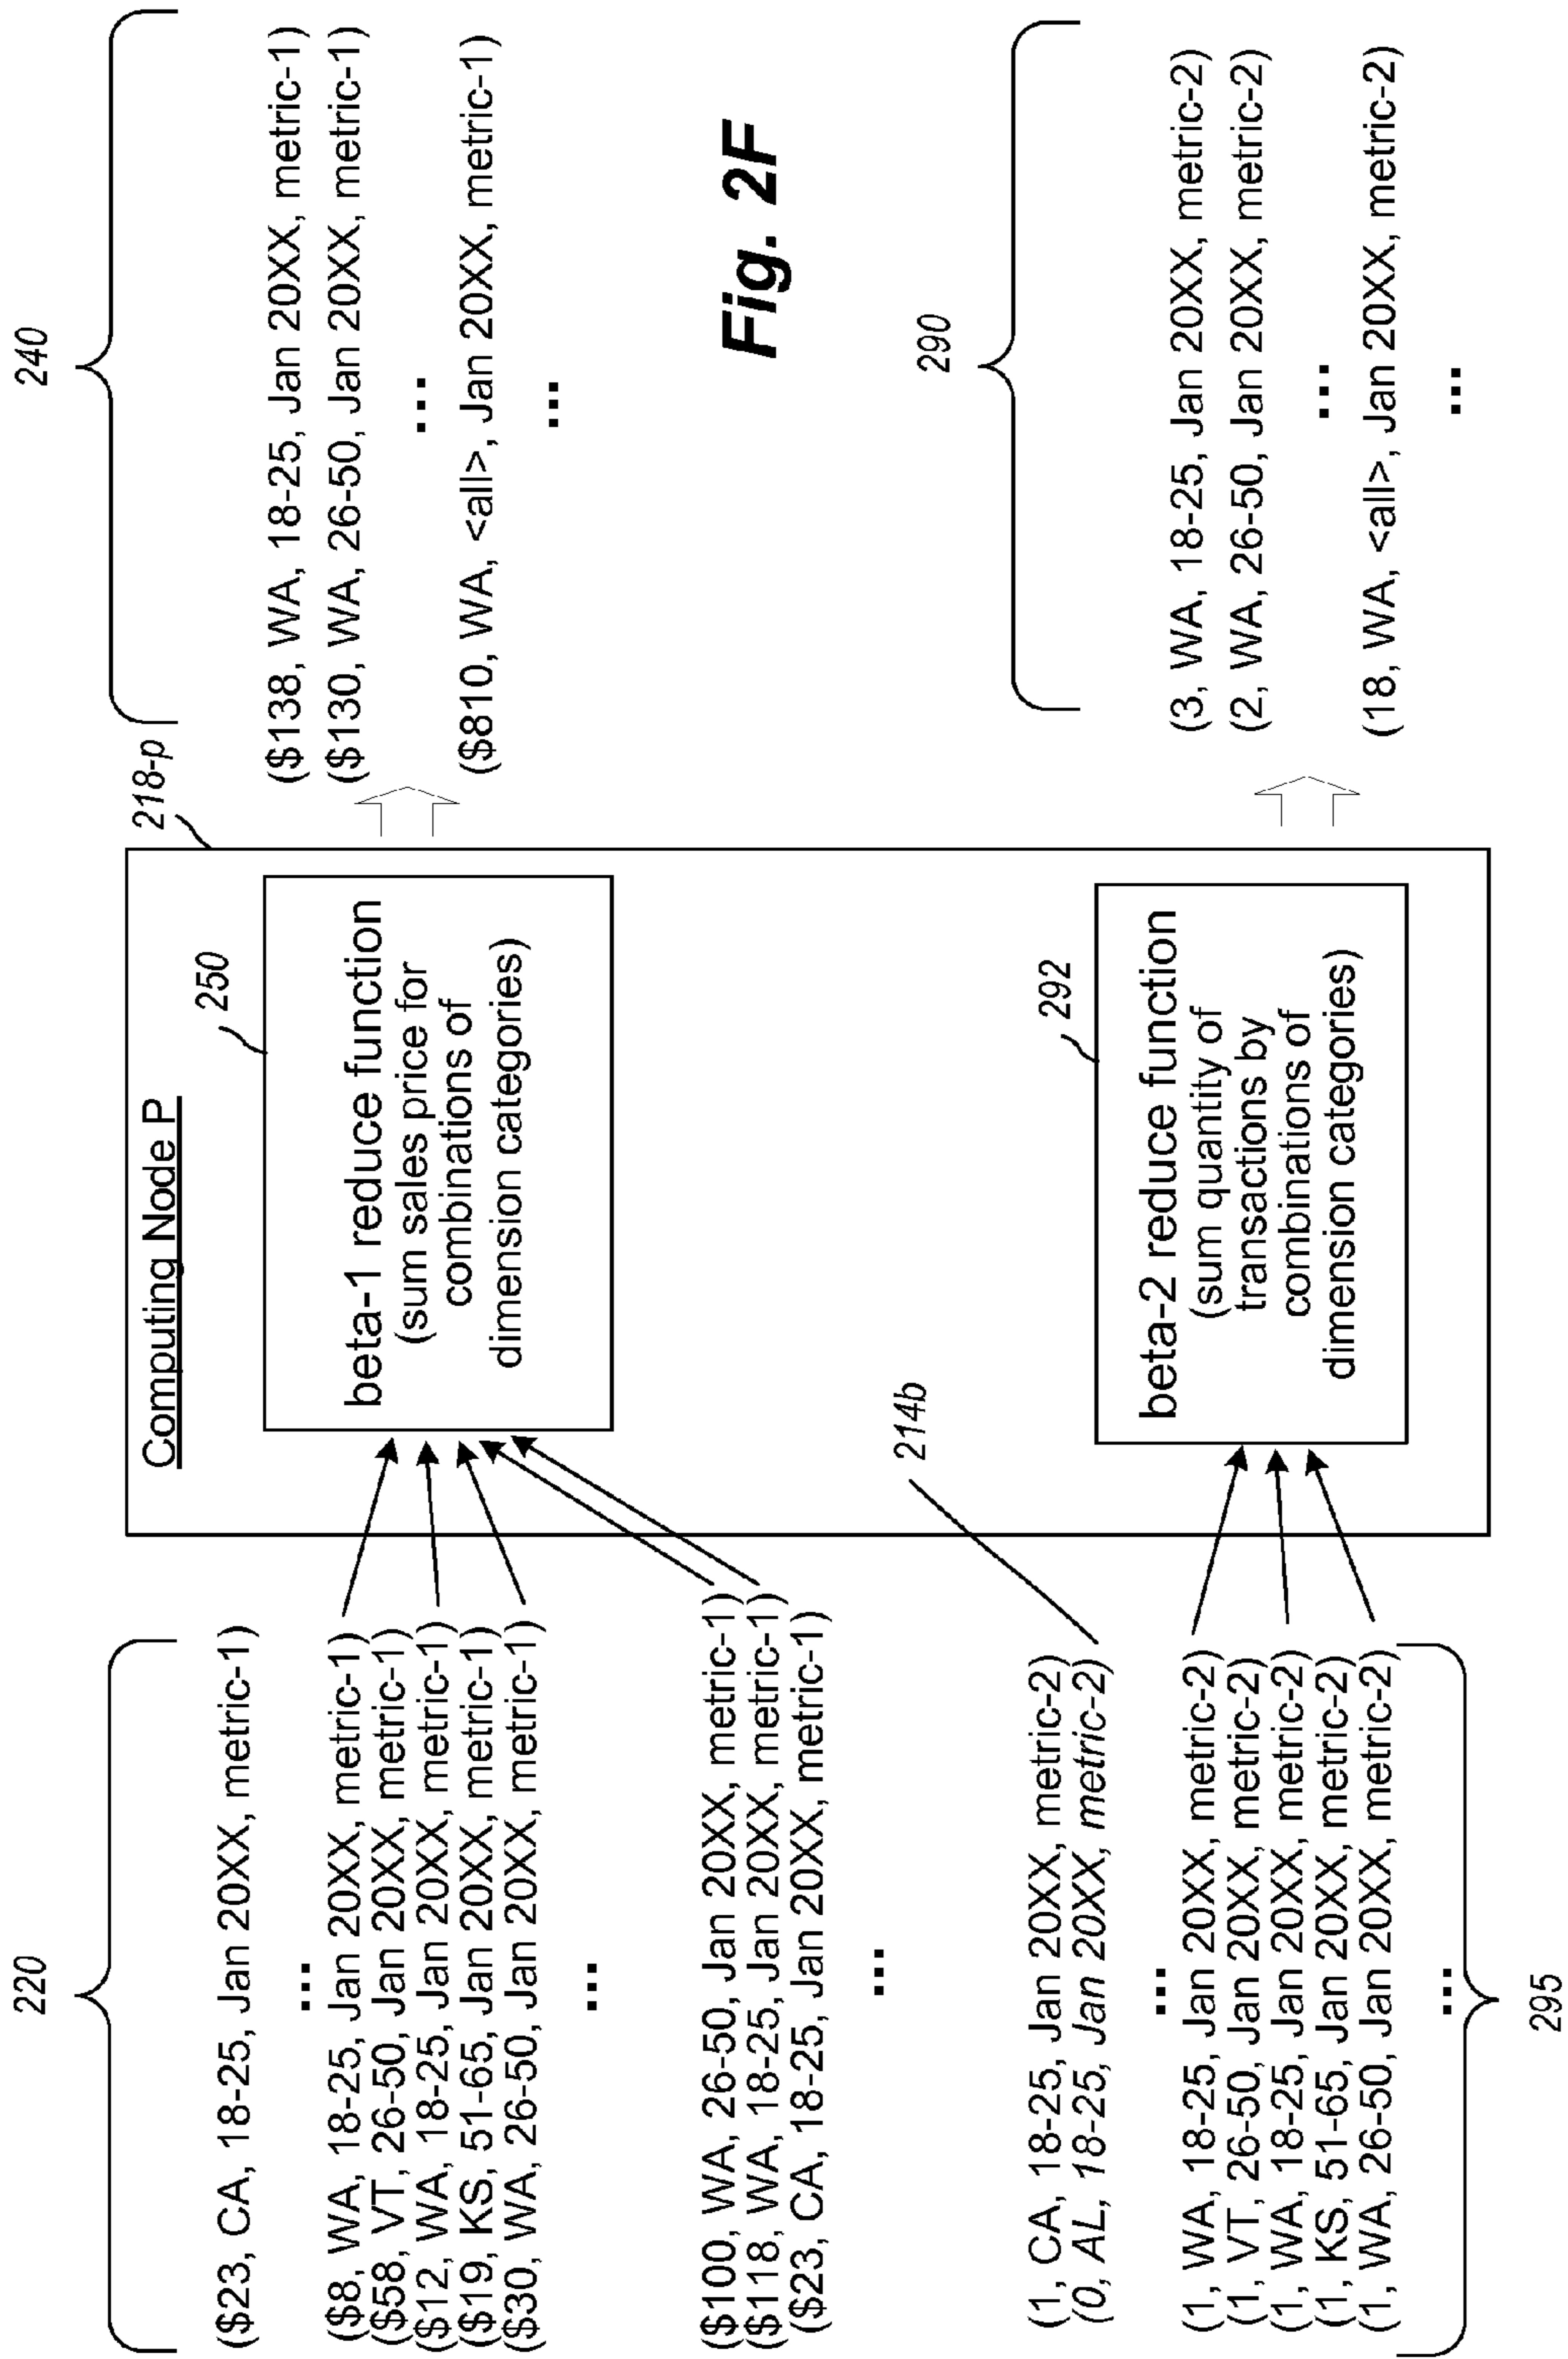 220
($23, CA, 18-25, Jan 20XX, metric-1)
...
($8, WA, 18-25, Jan 20XX, metric-1)
($58, VT, 26-50, Jan 20XX, metric-1)
($12, WA, 18-25, Jan 20XX, metric-1)
($19, KS, 51-65, Jan 20XX, metric-1)
($30, WA, 26-50, Jan 20XX, metric-1)
...
($100, WA, 26-50, Jan 20XX, metric-1)
($118, WA, 18-25, Jan 20XX, metric-1)
($23, CA, 18-25, Jan 20XX, metric-1)
...
(1, CA, 18-25, Jan 20XX, metric-2)
(0, AL, 18-25, Jan 20XX, metric-2)
...
(1, WA, 18-25, Jan 20XX, metric-2)
(1, VT, 26-50, Jan 20XX, metric-2)
(1, WA, 18-25, Jan 20XX, metric-2)
(1, KS, 51-65, Jan 20XX, metric-2)
(1, WA, 26-50, Jan 20XX, metric-2)
...
295
214b
218-p
Computing Node P
250
beta-1 reduce function
(sum sales price for
combinations of
dimension categories)
292
beta-2 reduce function
(sum quantity of
transactions by
combinations of
dimension categories)
240
($138, WA, 18-25, Jan 20XX, metric-1)
($130, WA, 26-50, Jan 20XX, metric-1)
...
($810, WA, <all>, Jan 20XX, metric-1)
...
Fig. 2F
290
(3, WA, 18-25, Jan 20XX, metric-2)
(2, WA, 26-50, Jan 20XX, metric-2)
...
(18, WA, <all>, Jan 20XX, metric-2)
...